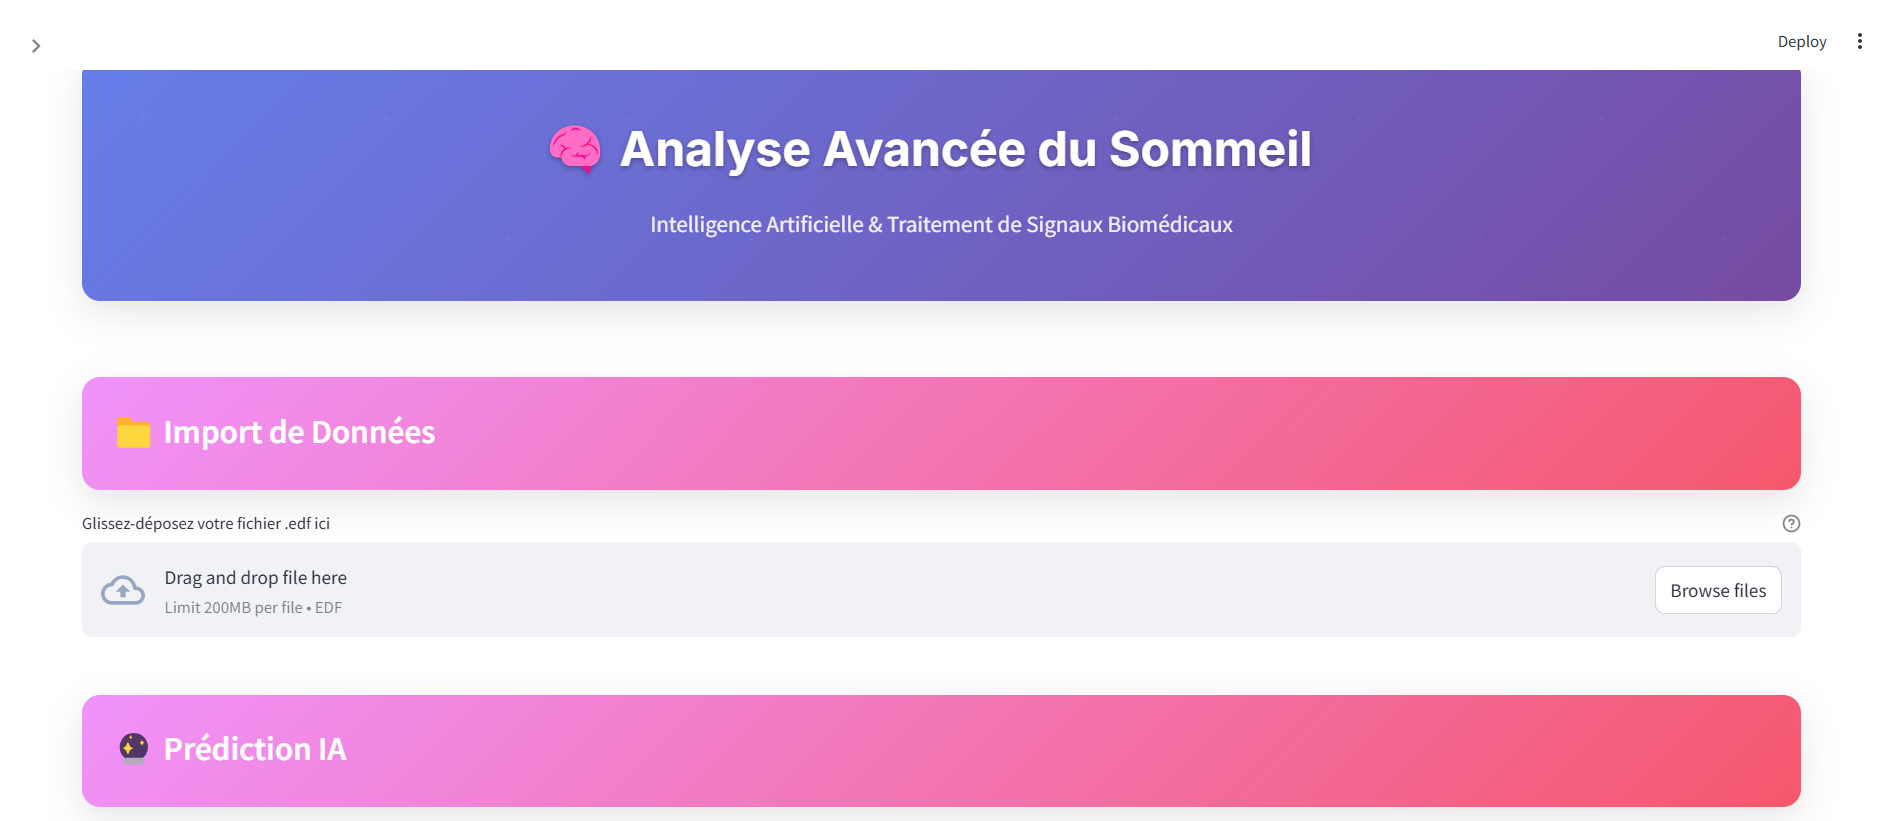 Deploy
Analyse Avancée du Sommeil
Intelligence Artificielle & Traitement de Signaux Biomédicaux
Import de Données
Glissez-déposez votre fichier .edf ici
Drag and drop file here
Limit 200MB per file • EDF
Browse files
Prédiction IA